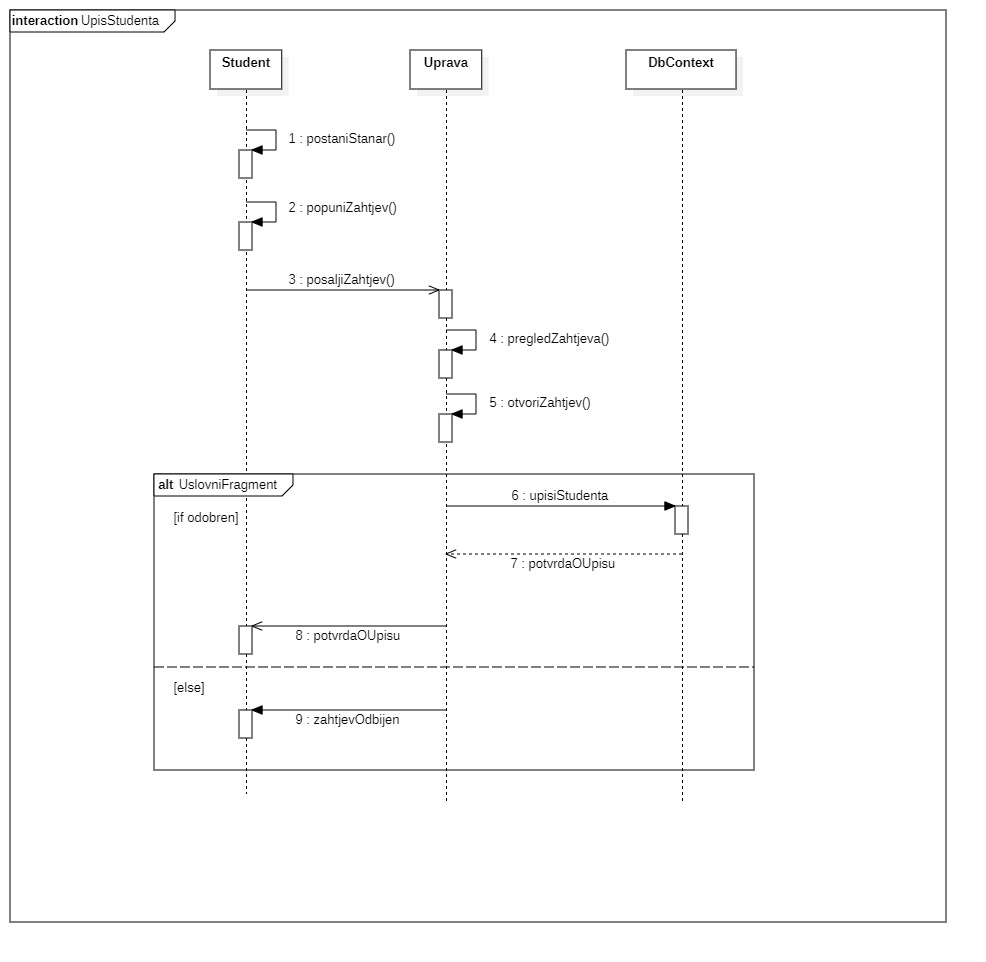 interaction UpisStudenta
Student
Uprava
DbContext
1 : postaniStanar()
2 : popuniZahtjev()
3 : posaljiZahtjev()
4 : pregledZahtjeva()
5 : otvoriZahtjev()
alt UslovniFragment
6 : upisiStudenta
[if odobren]
7 : potvrdaOUpisu
8 : potvrdaOUpisu
[else]
9 : zahtjevOdbijen